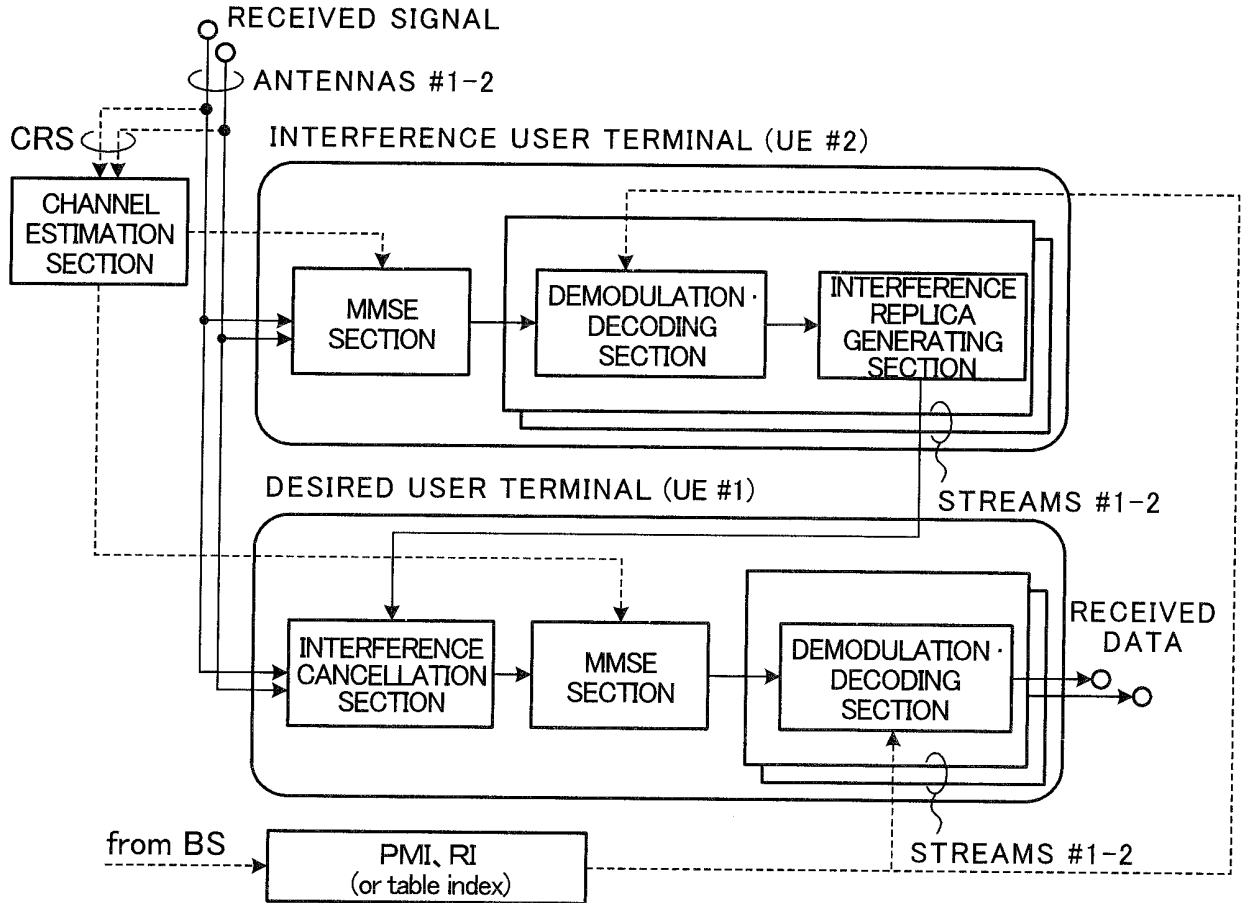 RECEIVED SIGNAL
ANTENNAS #1-2
CRS
INTERFERENCE USER TERMINAL (UE #2)
CHANNEL
ESTIMATION
SECTION
MMSE
SECTION
DEMODULATION·
DECODING
SECTION
INTERFERENCE
REPLICA
GENERATING
SECTION
STREAMS #1-2
DESIRED USER TERMINAL (UE #1)
INTERFERENCE
CANCELLATION
SECTION
MMSE
SECTION
DEMODULATION·
DECODING
SECTION
RECEIVED
DATA
STREAMS #1-2
from BS
PMI、RI
(or table index)